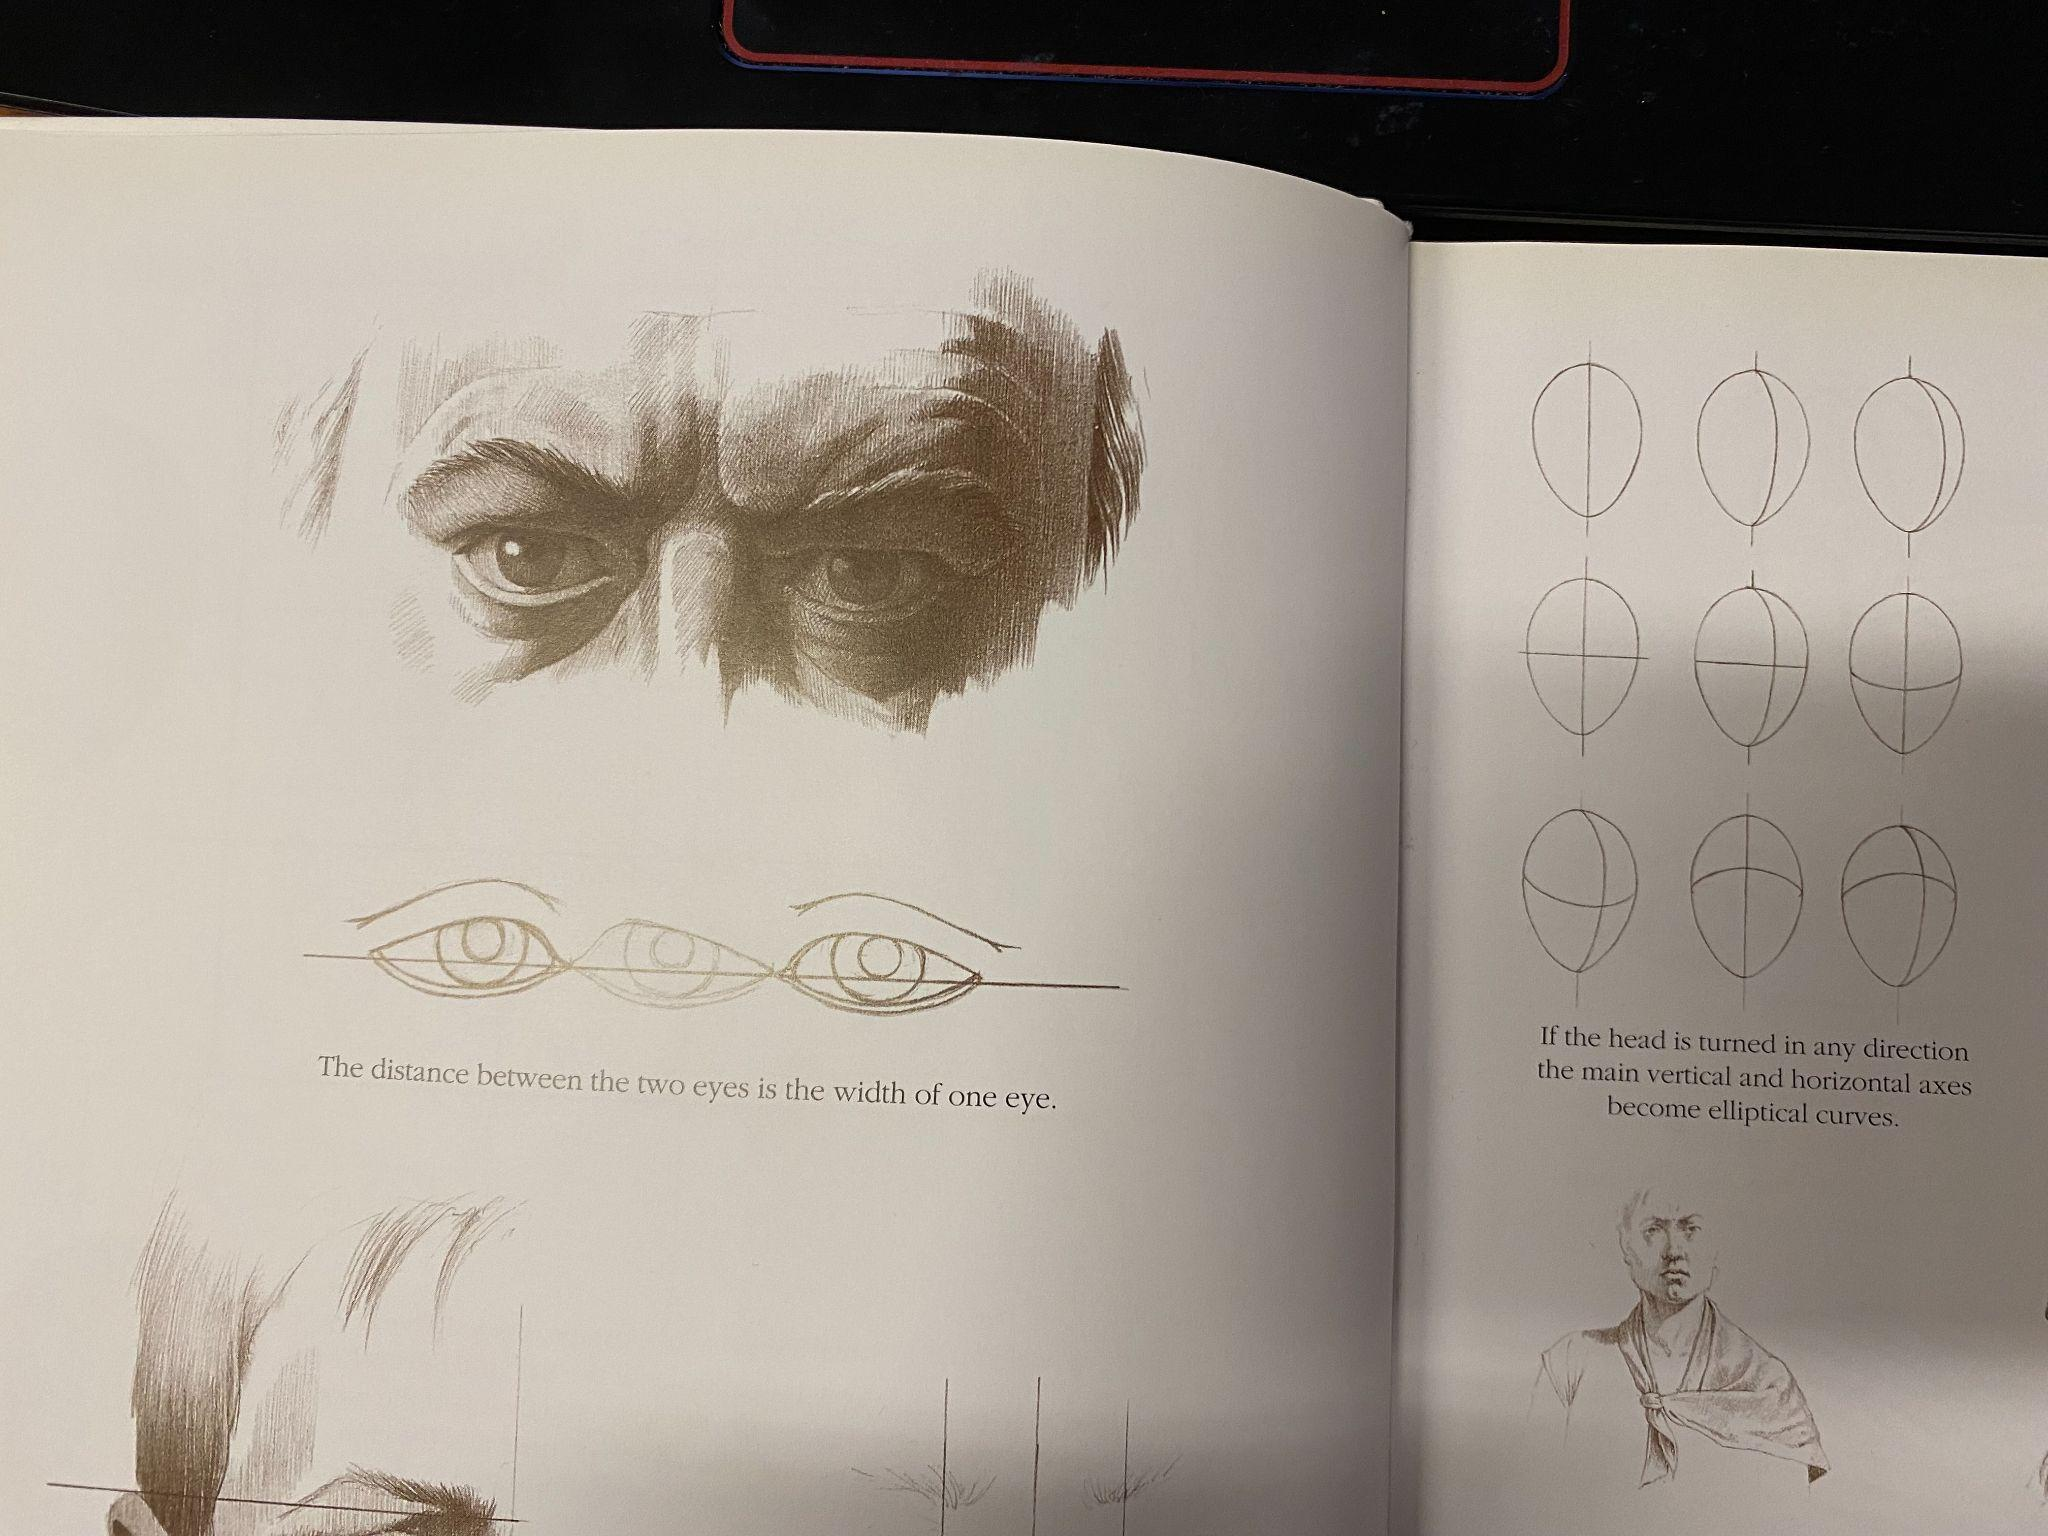 The distance between the two eyes is the width of one eye.
If the head is turned in any direction
the main vertical and horizontal axes
become elliptical curves.